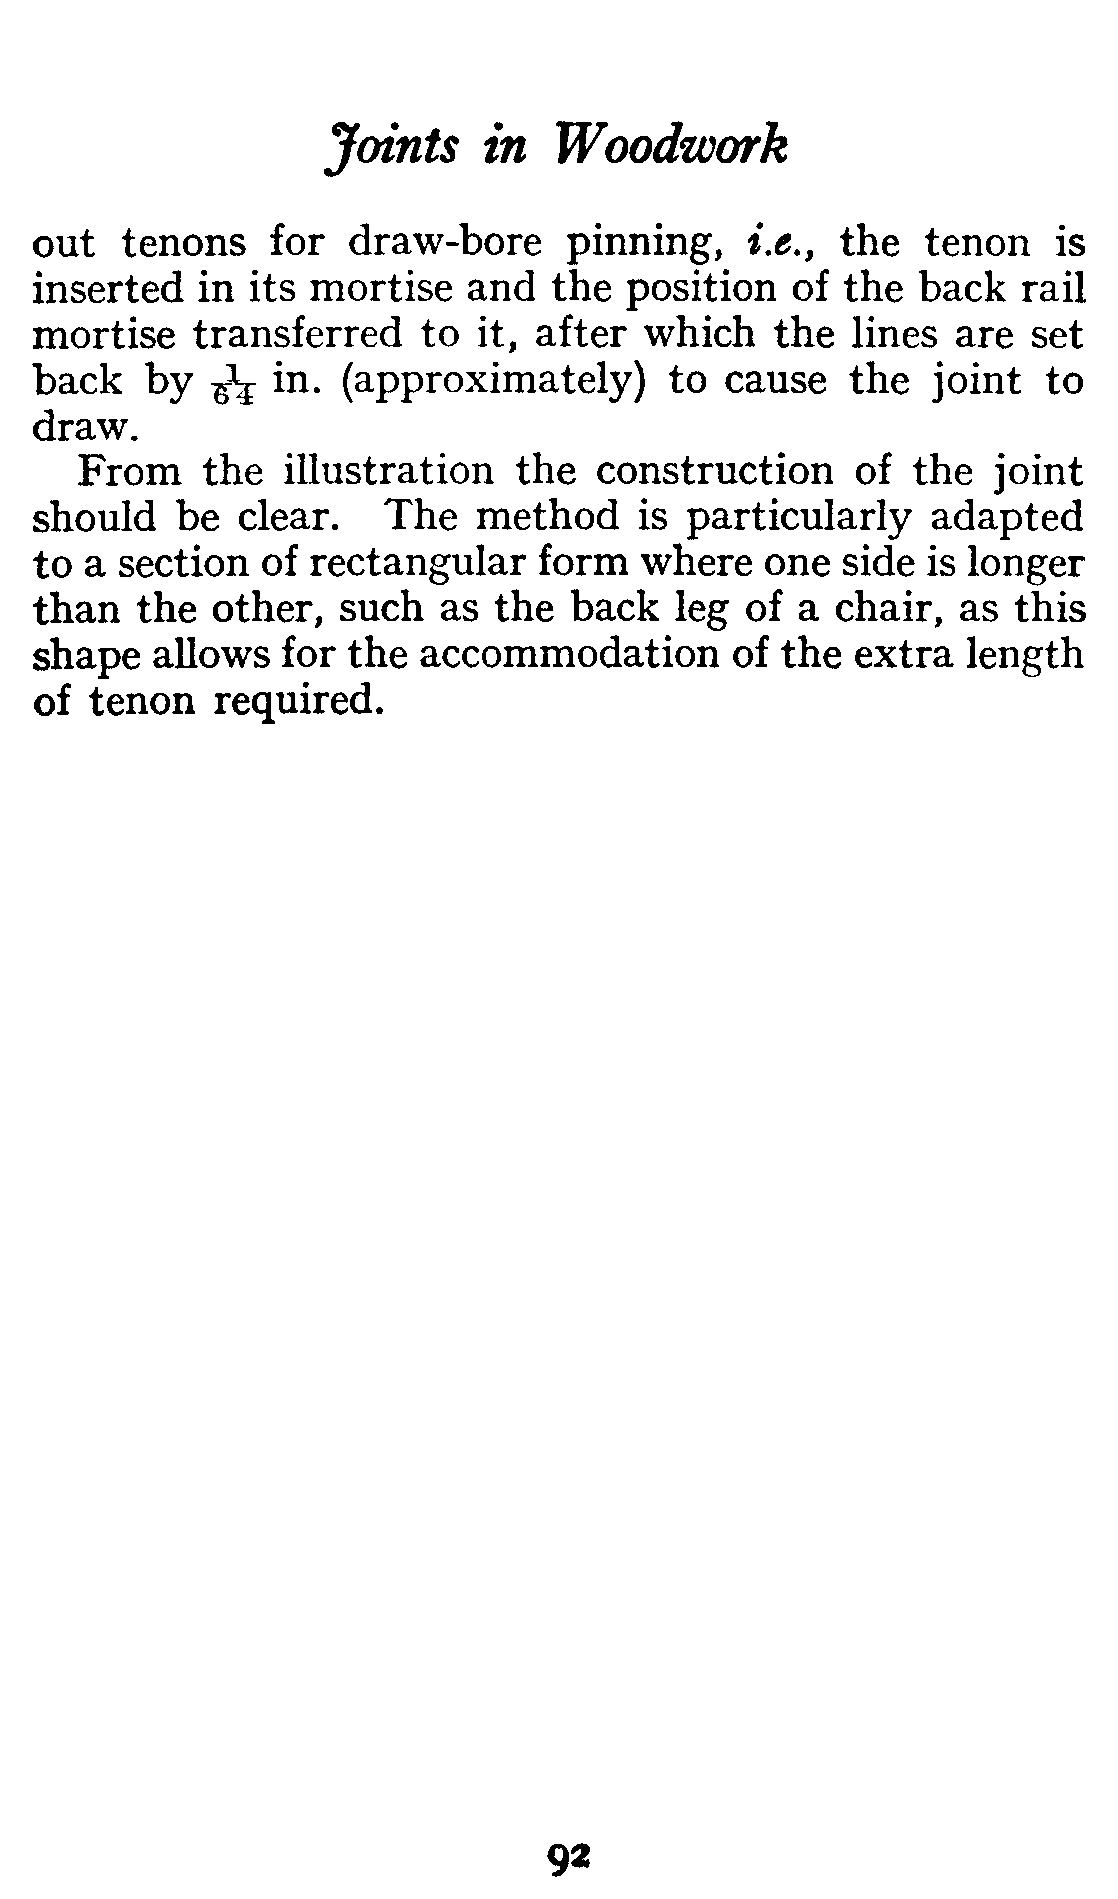 Joints in Woodwork
out tenons for draw-bore pinning, i.e., the tenon is
inserted in its mortise and the position of the back rail
mortise transferred to it, after which the lines are set
back by 1/64 in. (approximately) to cause the joint to
draw.
From the illustration the construction of the joint
should be clear. The method is particularly adapted
to a section of rectangular form where one side is longer
than the other, such as the back leg of a chair, as this
shape allows for the accommodation of the extra length
of tenon required.
92